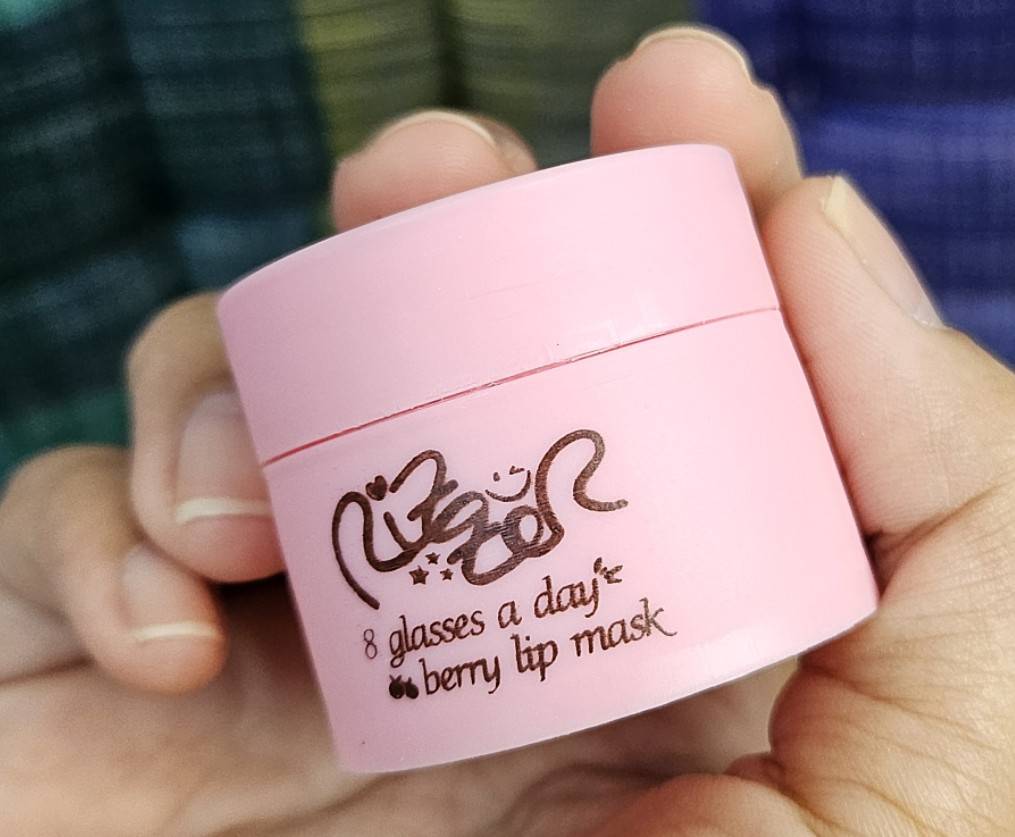 8 glasses a day
berry lip mask